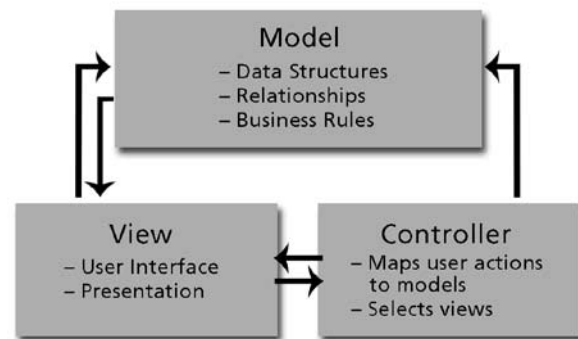 Model
– Data Structures
– Relationships
– Business Rules
View
– User Interface
– Presentation
Controller
– Maps user actions
to models
– Selects views